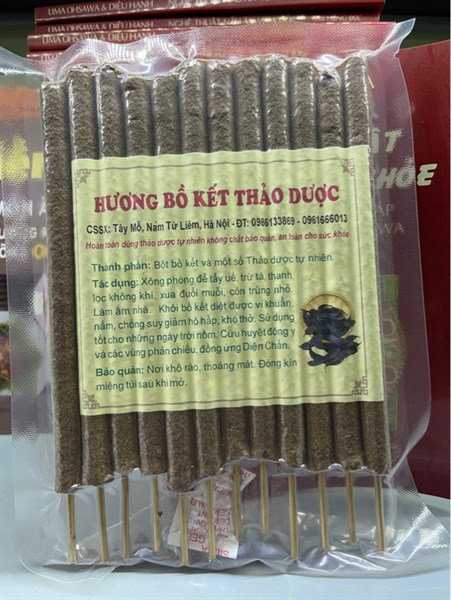 LIMA OHSAWA & DIỆU HẠNH
LIMA OHSAWA & DIỆU HẠNH
HƯƠNG BỒ KẾT THẢO DƯỢC
CSSX: Tây Mỗ, Nam Từ Liêm, Hà Nội - ĐT: 0986133869 - 0961666013
Hoàn toàn dùng thảo dược tự nhiên không chất bảo quản, an toàn cho sức khỏe
Thành phần: Bột bồ kết và một số Thảo dược tự nhiên.
Tác dụng: Xông phòng để tẩy uế, trừ tà, thanh
lọc không khí, xua đuổi muỗi, côn trùng nhỏ.
Làm ấm nhà. Khói bồ kết diệt được vi khuẩn,
nấm, chống suy giảm hô hấp, khó thở. Sử dụng
tốt cho những ngày trời nồm. Cứu huyệt đông y
và các vùng phản chiếu, đồng ứng Diện Chẩn.
Bảo quản: Nơi khô ráo, thoáng mát. Đóng kín
miệng túi sau khi mở.